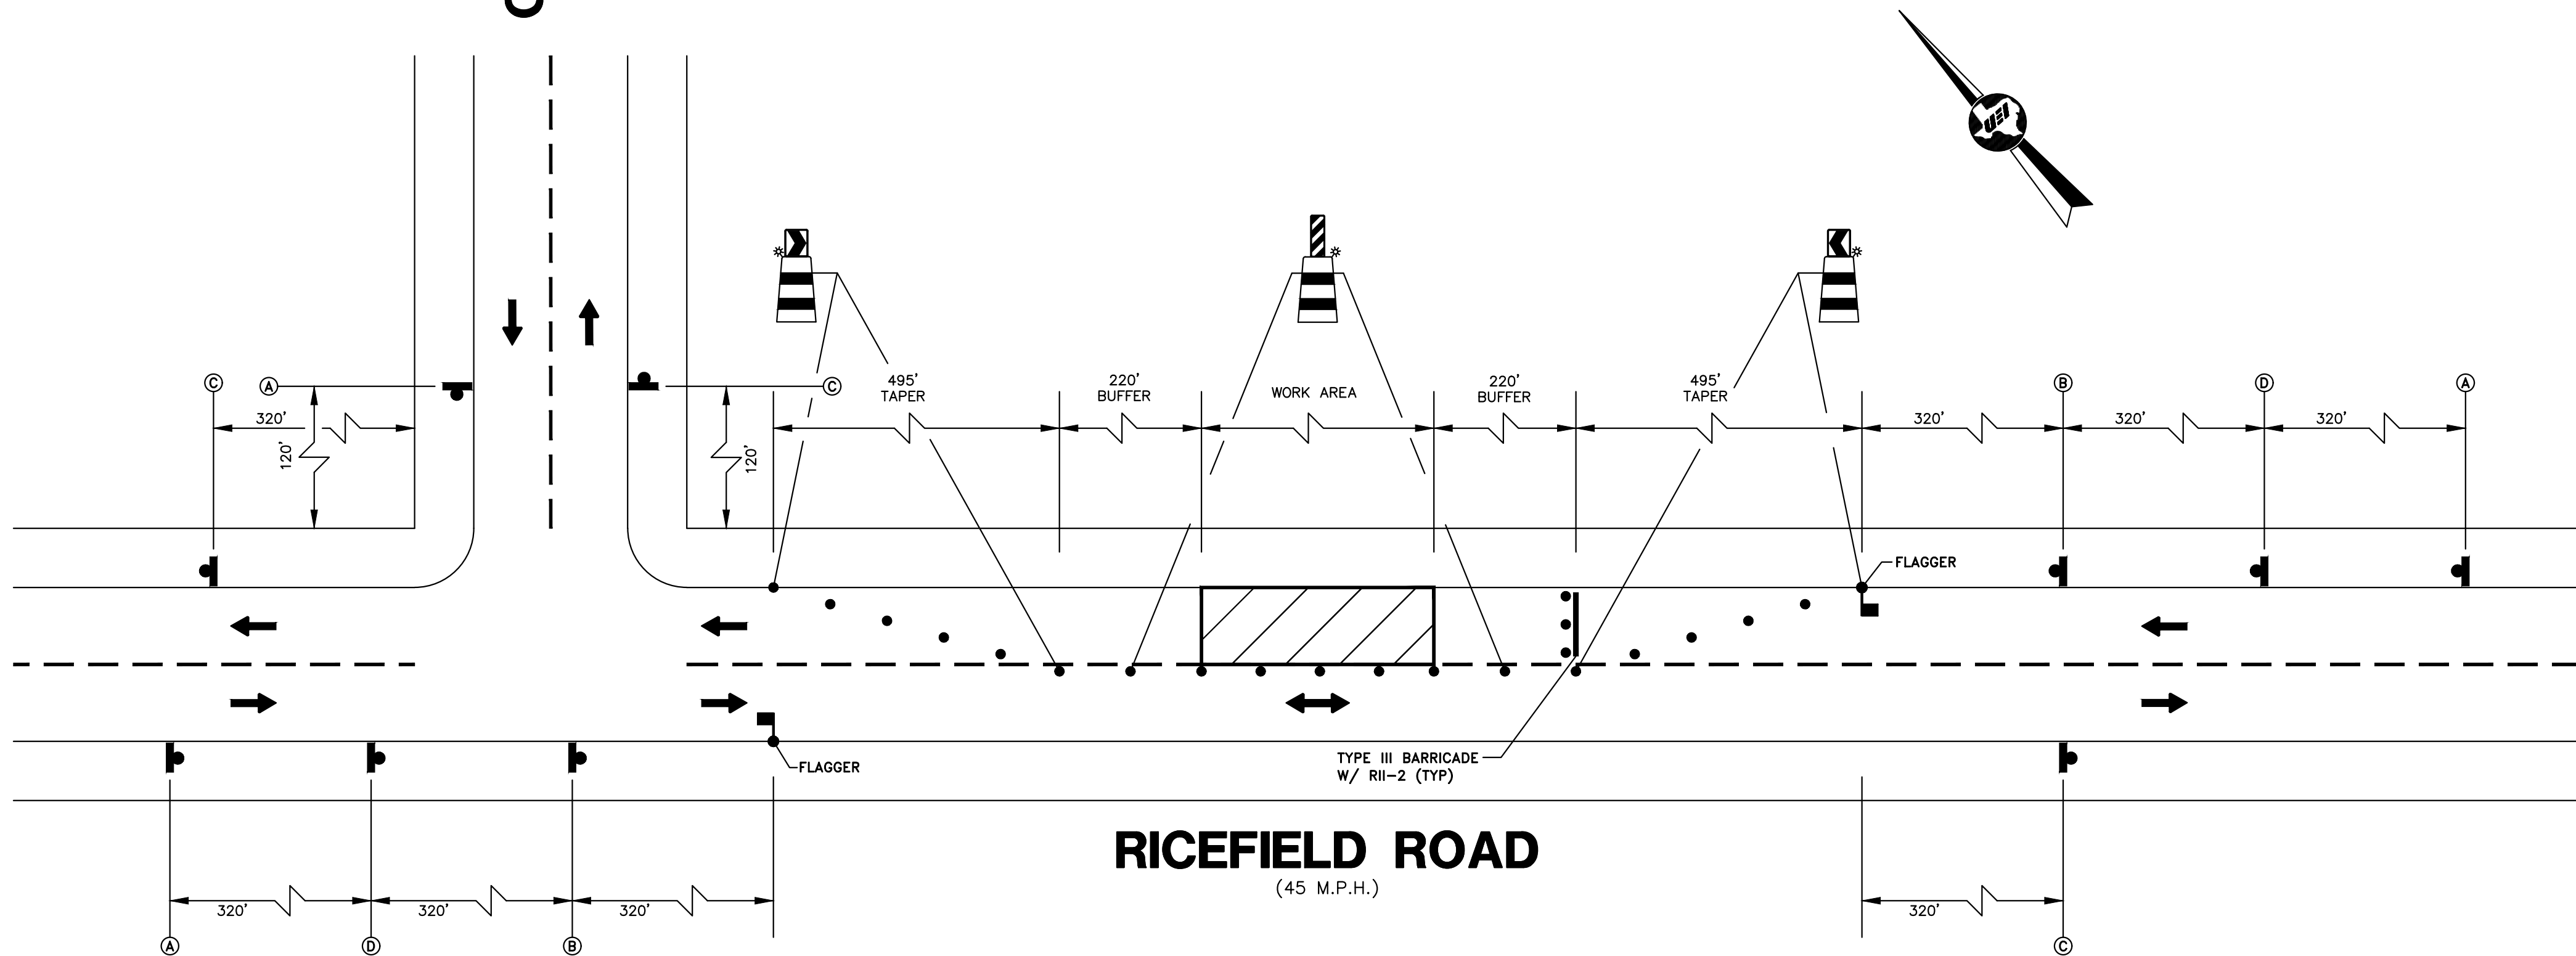 C
A
C
320'
120'
120'
495'
TAPER
220'
BUFFER
WORK AREA
220'
BUFFER
495'
TAPER
320'
B
320'
D
320'
A
FLAGGER
FLAGGER
TYPE III BARRICADE
W/ RII-2 (TYP)
RICEFIELD ROAD
(45 M.P.H.)
320'
320'
320'
320'
A
D
B
C